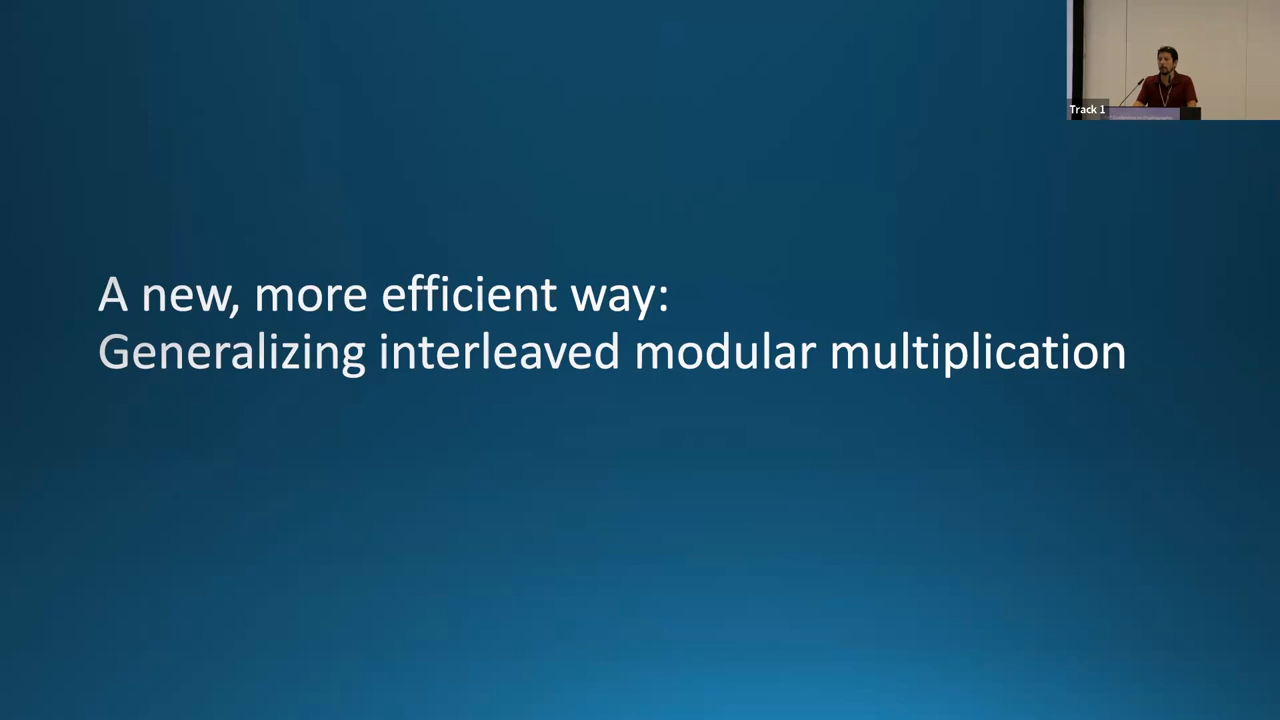 A new, more efficient way:
Generalizing interleaved modular multiplication
Track 1